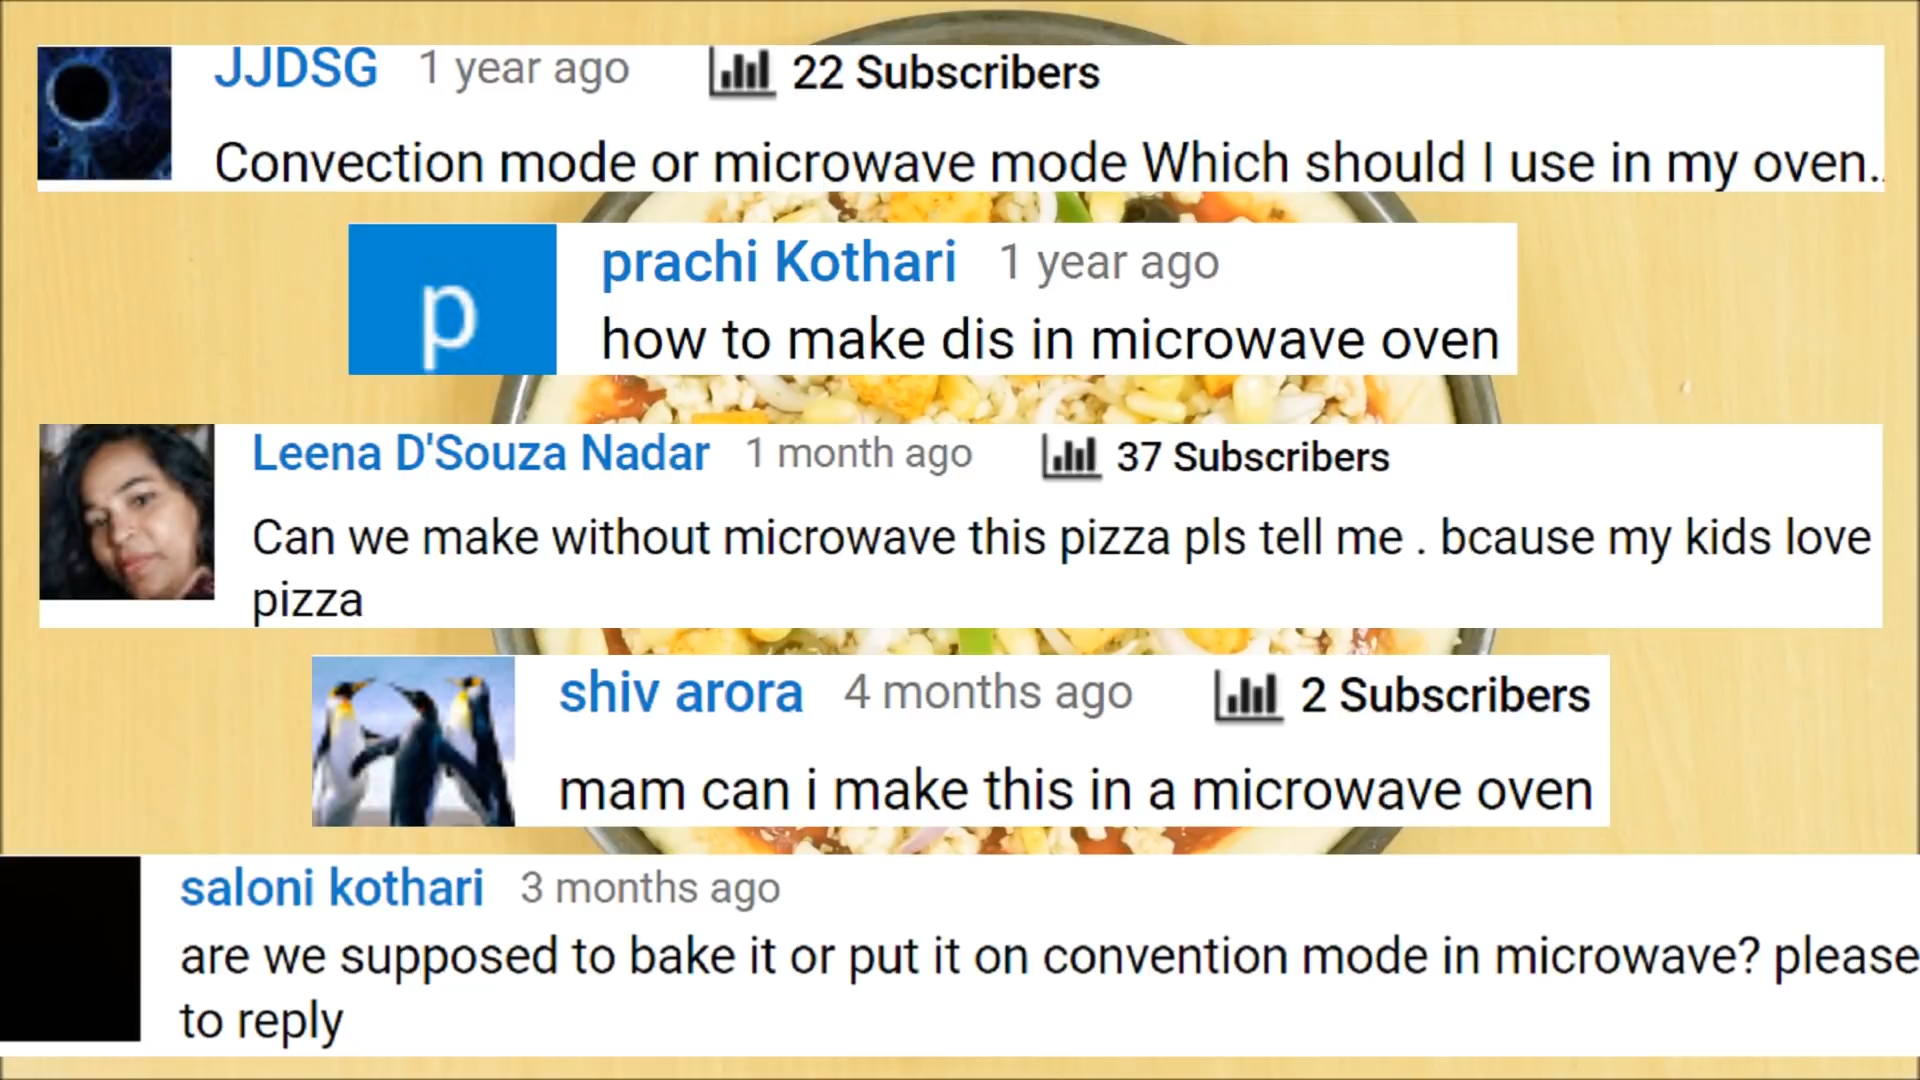 JJDSG 1 year ago 22 Subscribers
Convection mode or microwave mode Which should I use in my oven..
p
prachi Kothari 1 year ago
how to make dis in microwave oven
Leena D'Souza Nadar 1 month ago 37 Subscribers
Can we make without microwave this pizza pls tell me . bcause my kids love
pizza
shiv arora 4 months ago 2 Subscribers
mam can i make this in a microwave oven
saloni kothari 3 months ago
are we supposed to bake it or put it on convention mode in microwave? please
to reply